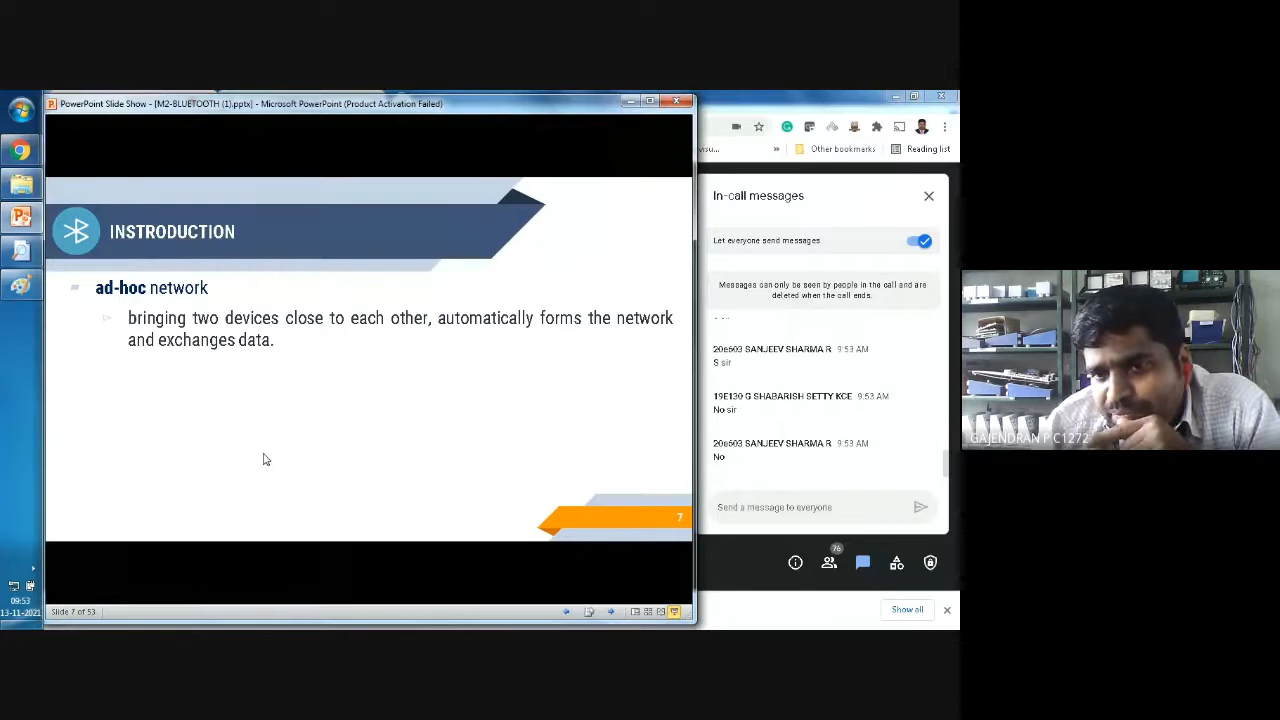 PowerPoint Slide Show - [M2-BLUETOOTH (1).pptx] - Microsoft PowerPoint (Product Activation Failed)
INSTRODUCTION
ad-hoc network
bringing two devices close to each other, automatically forms the network
and exchanges data.
7
Slide 7 of 53
09:53
13-11-2021
visu...
»
Other bookmarks
Reading list
In-call messages
Let everyone send messages
Messages can only be seen by people in the call and are
deleted when the call ends.
20e603 SANJEEV SHARMA R 9:53 AM
S sir
19E130 G SHABARISH SETTY KCE 9:53 AM
No sir
20e603 SANJEEV SHARMA R 9:53 AM
No
Send a message to everyone
76
Show all
GAJENDRAN P C1272